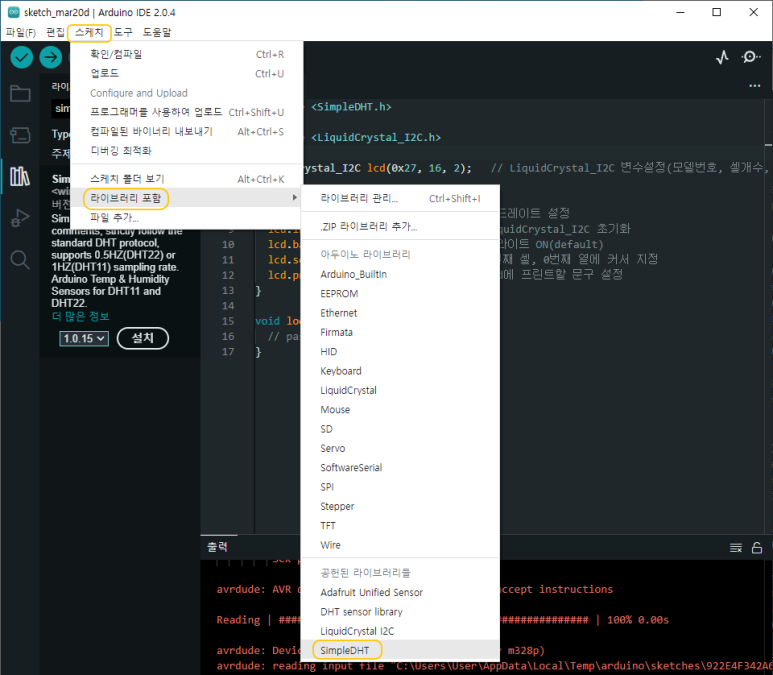 sketch_mar20d | Arduino IDE 2.0.4
파일(F) 편집 스케치 도구 도움말
확인/컴파일 Ctrl+R
업로드 Ctrl+U
Configure and Upload
프로그래머를 사용하여 업로드 Ctrl+Shift+U
컴파일된 바이너리 내보내기 Alt+Ctrl+S
디버깅 최적화
스케치 폴더 보기 Alt+Ctrl+K
라이브러리 포함
파일 추가...
라이브러리 관리... Ctrl+Shift+I
.ZIP 라이브러리 추가...
아두이노 라이브러리
Arduino_BuiltIn
EEPROM
Ethernet
Firmata
HID
Keyboard
LiquidCrystal
Mouse
SD
Servo
SoftwareSerial
SPI
Stepper
TFT
Wire
공헌된 라이브러리들
Adafruit Unified Sensor
DHT sensor library
LiquidCrystal I2C
SimpleDHT
라이
sim
Type
주제
Sim
<win
버전
Sim
comments, strictly follow the
standard DHT protocol,
supports 0.5HZ(DHT22) or
1HZ(DHT11) sampling rate.
Arduino Temp & Humidity
Sensors for DHT11 and
DHT22.
더 많은 정보
1.0.15 설치
<SimpleDHT.h>
<LiquidCrystal_I2C.h>
ystal_I2C lcd(0x27, 16, 2); // LiquidCrystal_I2C 변수설정(모델번호, 셀개수,
드레이트 설정
quidCrystal_I2C 초기화
10 lcd.ba 라이트 ON(default)
11 lcd.se 번째 셀, 0번째 열에 커서 지정
12 lcd.p 에 프린트할 문구 설정
13 }
14
15 void loo
16 // pa
17 }
출력
avrdude: AVR ccept instructions
Reading | ################ | 100% 0.00s
avrdude: Devic y m328p)
avrdude: reading input file "C:\Users\User\AppData\Local\Temp\arduino\sketches\922E4F342A6